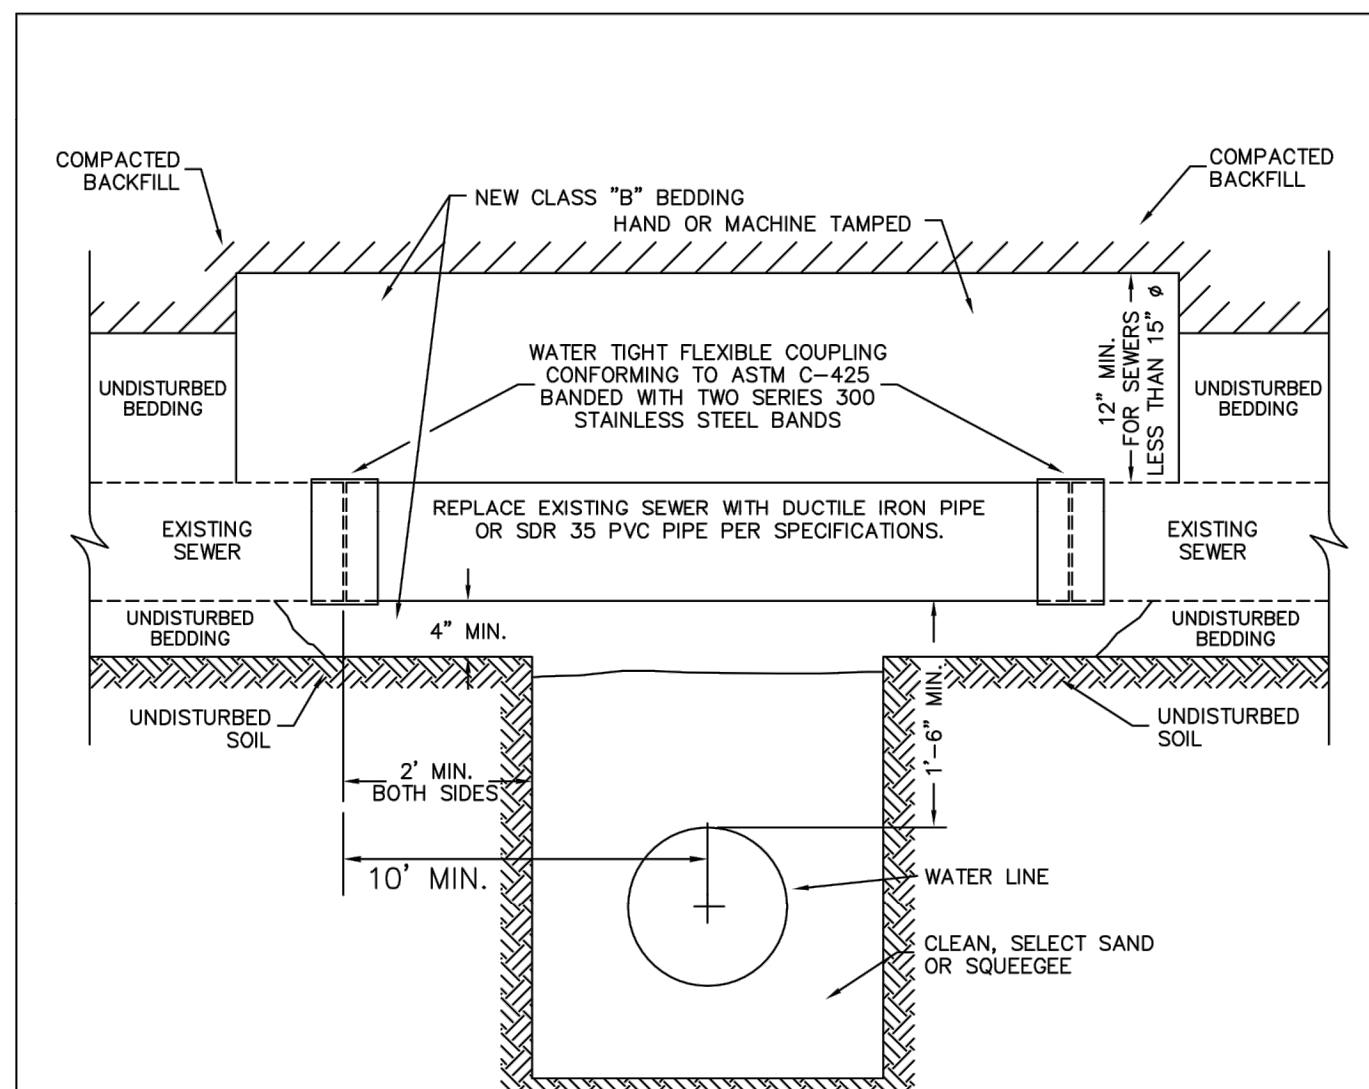 COMPACTED
BACKFILL
COMPACTED
BACKFILL
NEW CLASS "B" BEDDING
HAND OR MACHINE TAMPED
12" MIN.
FOR SEWERS
LESS THAN 15" ø
WATER TIGHT FLEXIBLE COUPLING
CONFORMING TO ASTM C-425
BANDED WITH TWO SERIES 300
STAINLESS STEEL BANDS
UNDISTURBED
BEDDING
UNDISTURBED
BEDDING
EXISTING
SEWER
REPLACE EXISTING SEWER WITH DUCTILE IRON PIPE
OR SDR 35 PVC PIPE PER SPECIFICATIONS.
EXISTING
SEWER
UNDISTURBED
BEDDING
4" MIN.
UNDISTURBED
BEDDING
UNDISTURBED
SOIL
1'-6" MIN.
UNDISTURBED
SOIL
2' MIN.
BOTH SIDES
10' MIN.
WATER LINE
CLEAN, SELECT SAND
OR SQUEEGEE